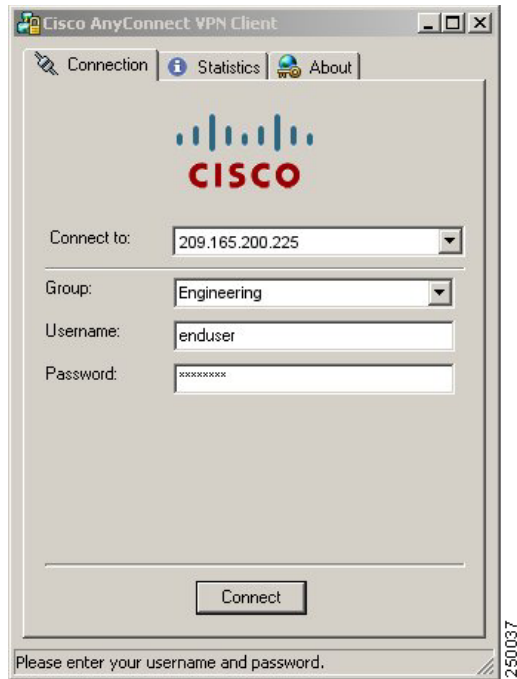 Cisco AnyConnect VPN Client
Connection Statistics About
CISCO
Connect to: 209.165.200.225
Group: Engineering
Username: enduser
Password: ********
Connect
Please enter your username and password.
250037